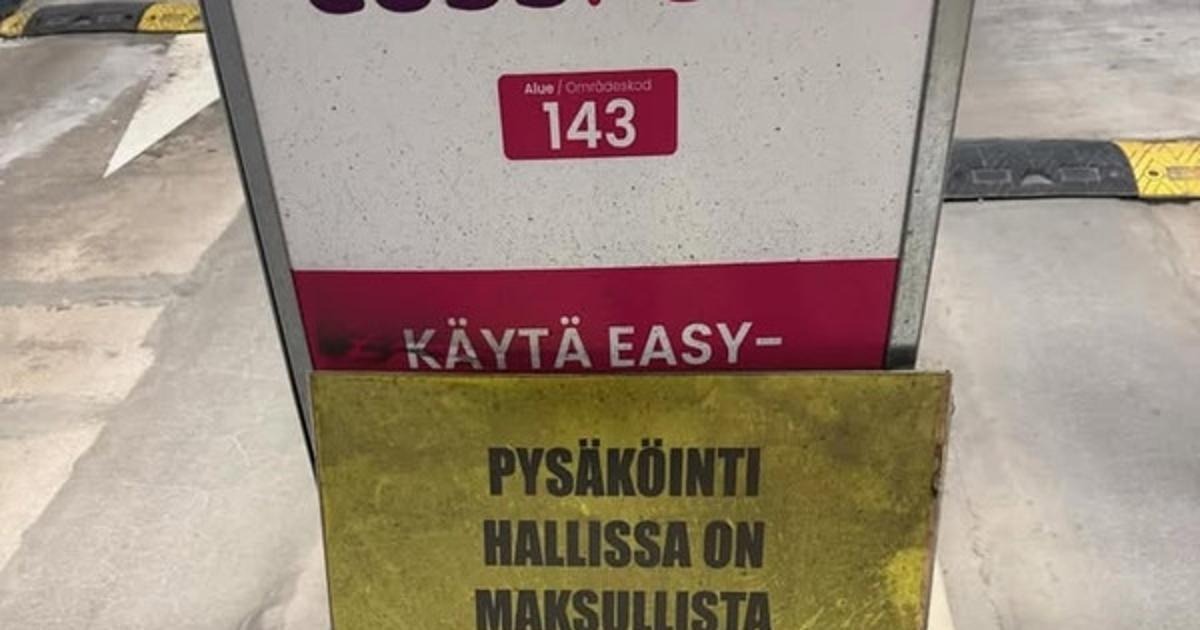 Alue / Områdeskod
143
KÄYTÄ EASY-
PYSÄKÖINTI
HALLISSA ON
MAKSULLISTA